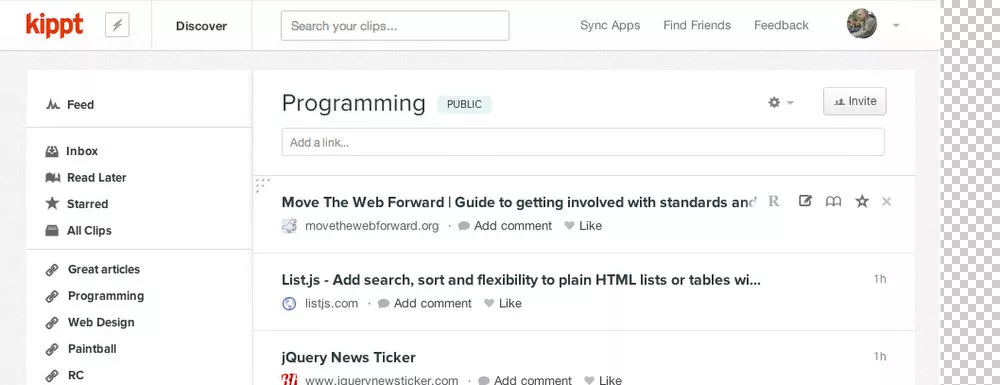 kippt
Discover
Search your clips...
Sync Apps
Find Friends
Feedback
Feed
Inbox
Read Later
Starred
All Clips
Great articles
Programming
Web Design
Paintball
RC
Programming PUBLIC
Invite
Add a link...
Move The Web Forward | Guide to getting involved with standards and R
movethewebforward.org · Add comment Like
List.js - Add search, sort and flexibility to plain HTML lists or tables wi... 1h
listjs.com · Add comment Like
jQuery News Ticker 1h
www.jquerynewsticker.com · Add comment Like